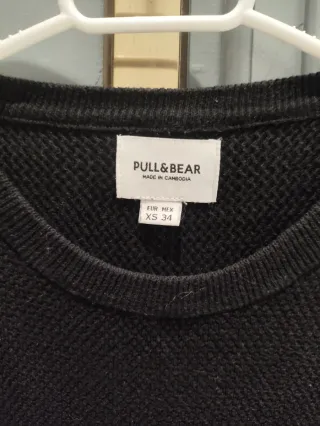 PULL&BEAR
MADE IN CAMBODIA
EUR MEX
XS 34